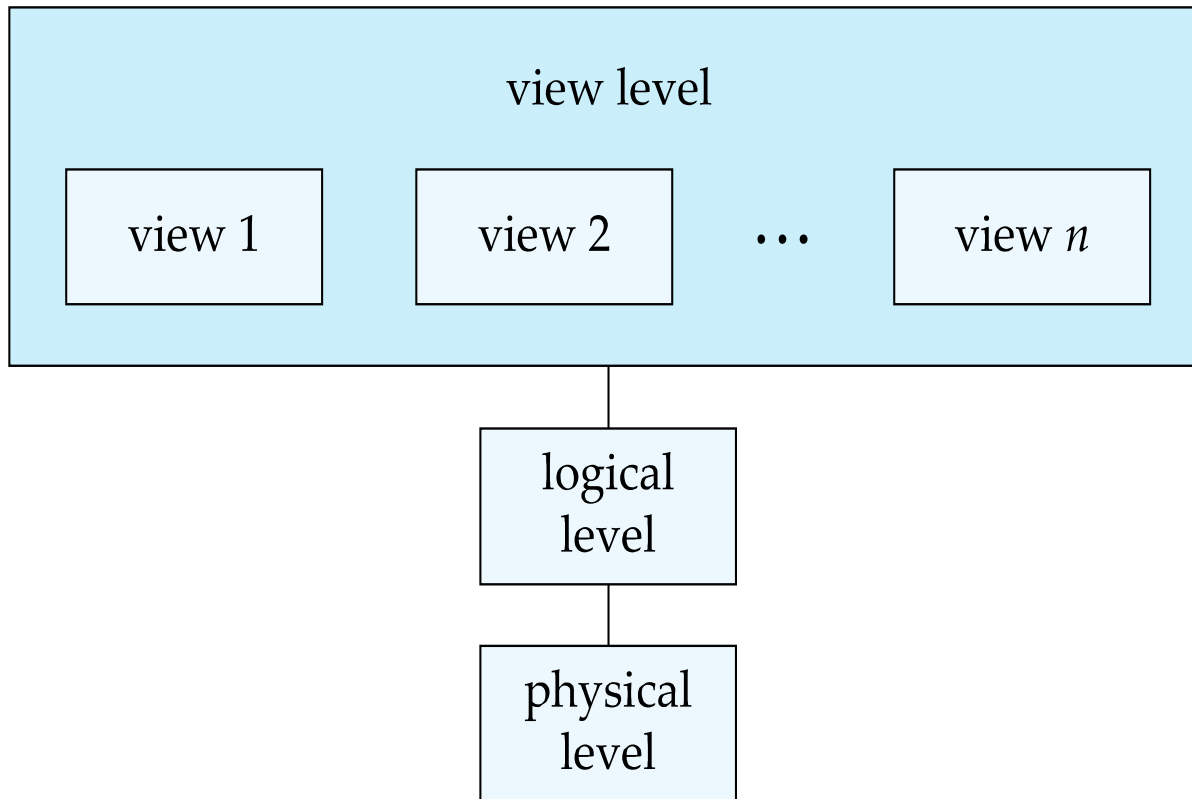 view level
view 1
view 2
...
view n
logical
level
physical
level